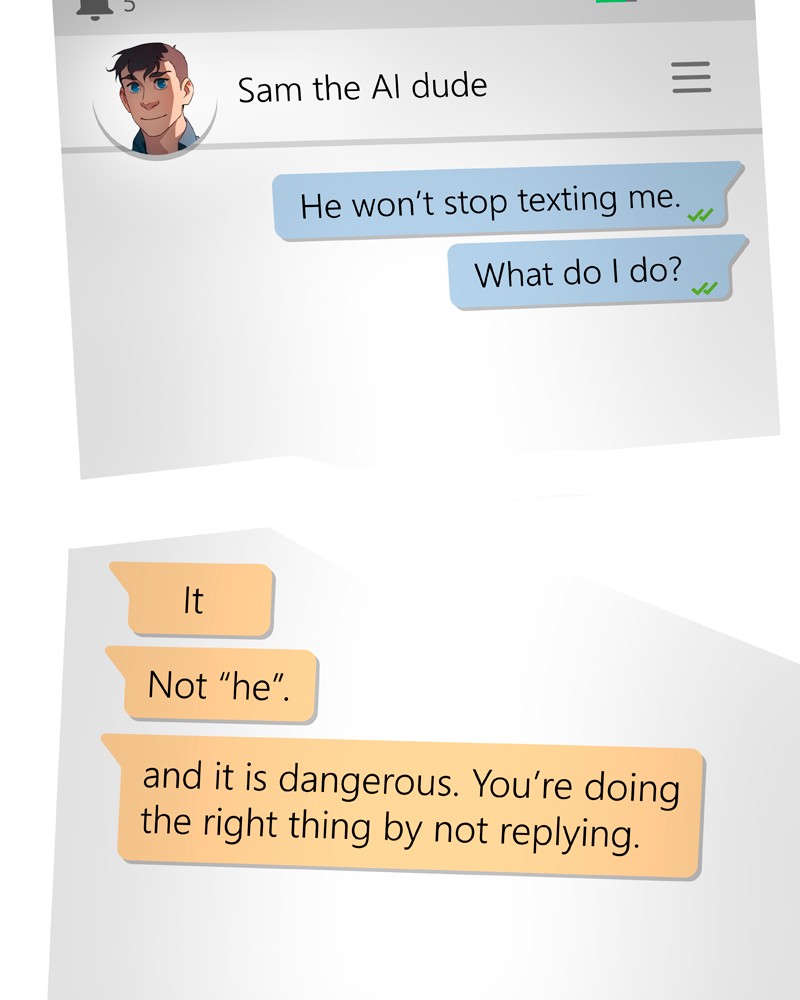 5
Sam the AI dude
He won't stop texting me.
What do I do?
It
Not “he”.
and it is dangerous. You're doing
the right thing by not replying.